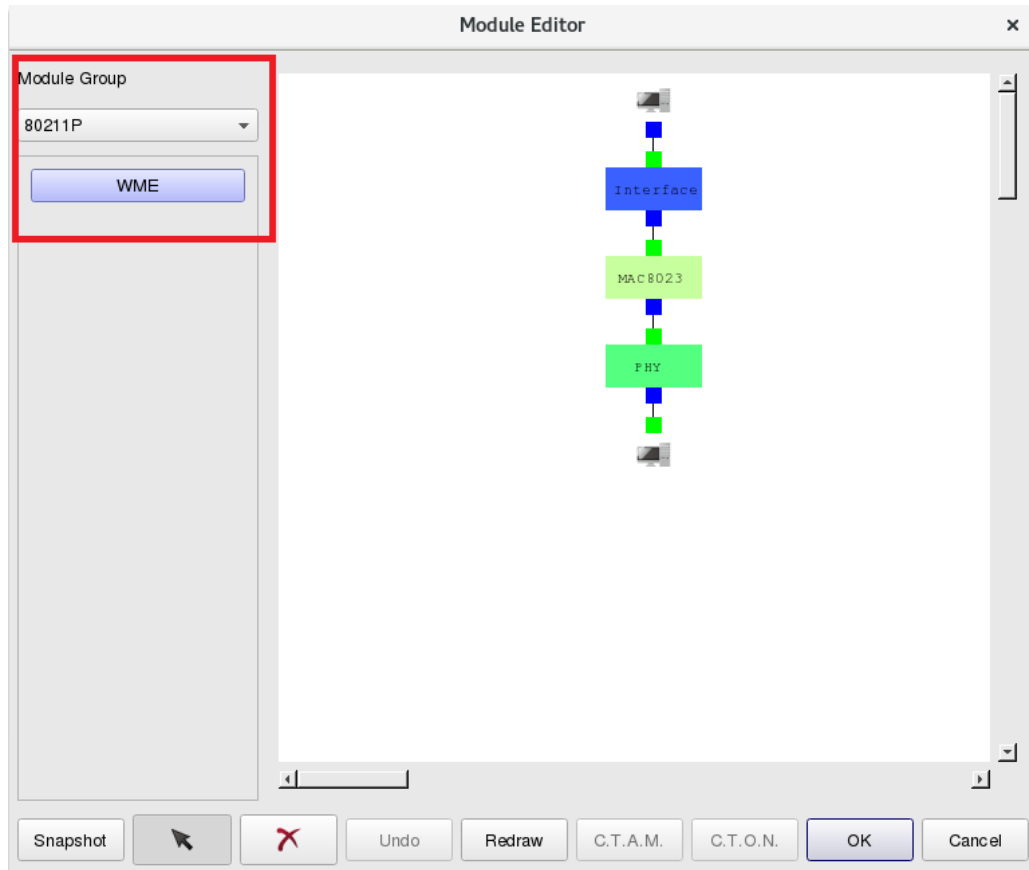 Module Editor
Module Group
80211P
WME
Interface
MAC8023
PHY
Snapshot
Undo
Redraw
C.T.A.M.
C.T.O.N.
OK
Cancel